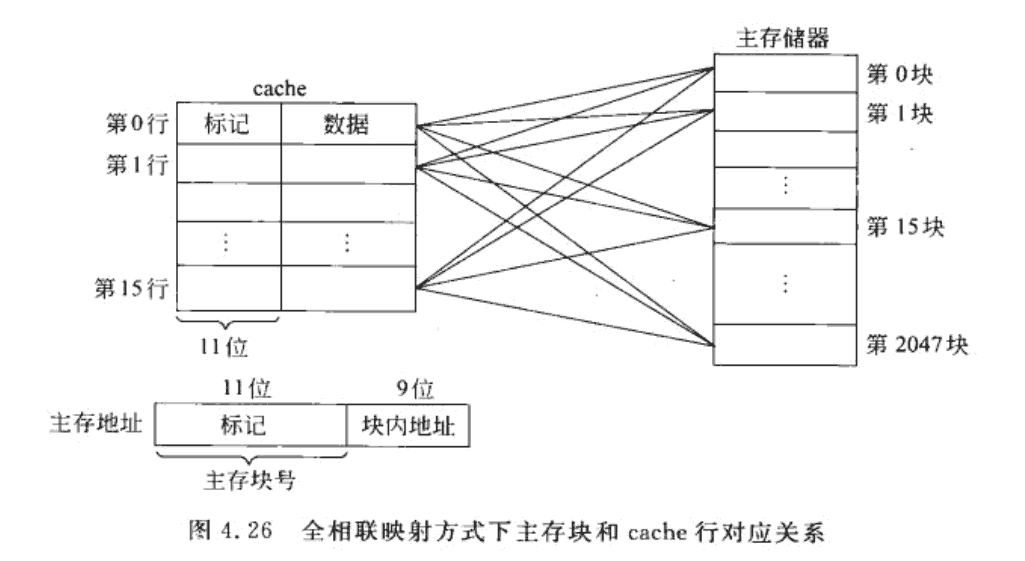 主存储器
cache
第0块
第0行 标记 数据
第1块
第1行
⋮
⋮ ⋮
第15块
第15行
⋮
11位
第2047块
11位 9位
主存地址 标记 块内地址
主存块号
图 4.26 全相联映射方式下主存块和 cache 行对应关系